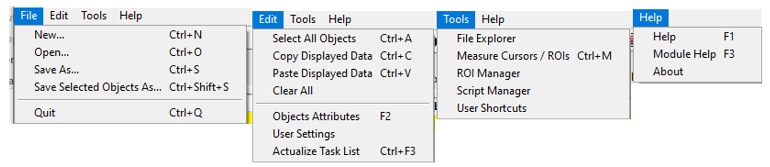 File Edit Tools Help
New... Ctrl+N
Open... Ctrl+O
Save As... Ctrl+S
Save Selected Objects As... Ctrl+Shift+S
Quit Ctrl+Q
Edit Tools Help
Select All Objects Ctrl+A
Copy Displayed Data Ctrl+C
Paste Displayed Data Ctrl+V
Clear All
Objects Attributes F2
User Settings
Actualize Task List Ctrl+F3
Tools Help
File Explorer
Measure Cursors / ROIs Ctrl+M
ROI Manager
Script Manager
User Shortcuts
Help
Help F1
Module Help F3
About